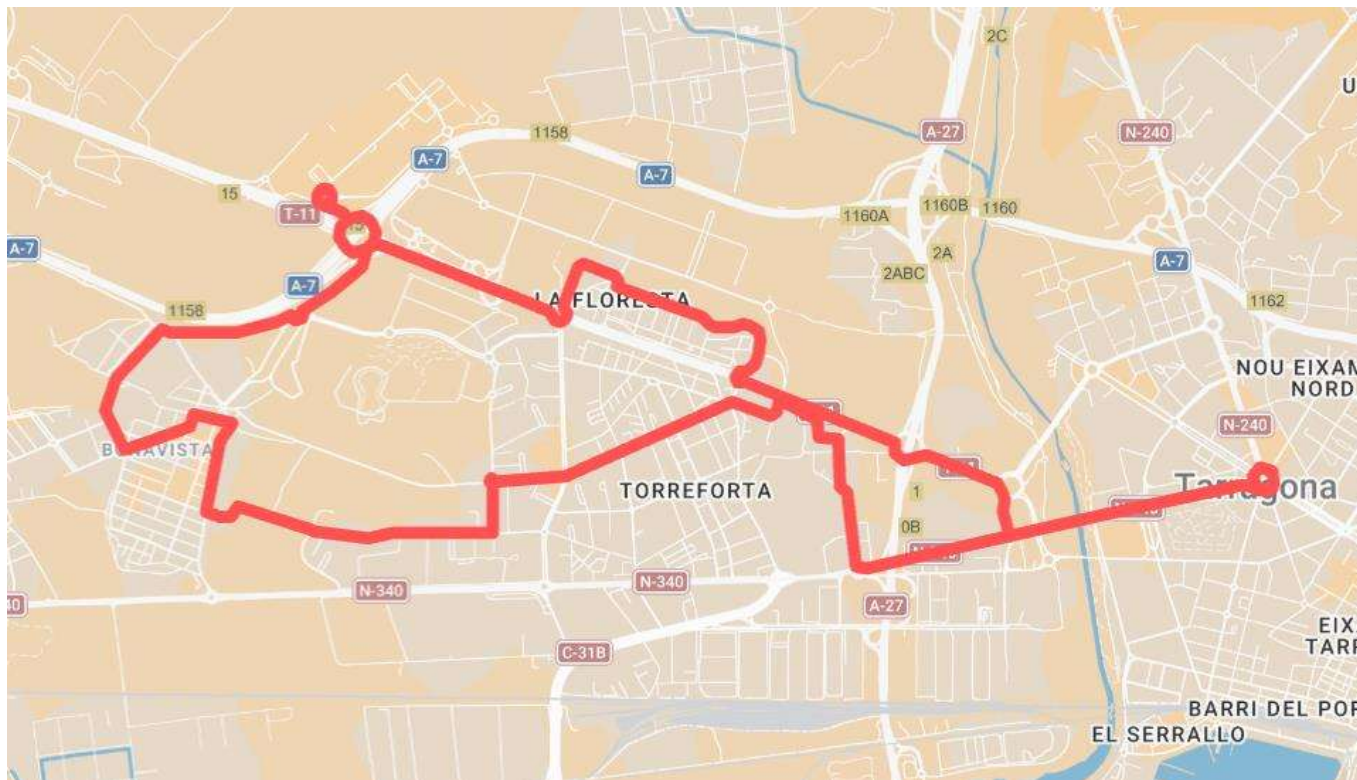 2C
U
A-27
N-240
1158
A-7
A-7
15
1160A
1160B
1160
T-11
A-7
2A
A-7
2ABC
A-7
1158
1162
LA FLORESTA
NOU EIXAM
NORD
N-240
BONAVISTA
Tarragona
TORREFORTA
1
0B
N-340
N-340
40
A-27
EIX
TARR
C-31B
BARRI DEL POR
EL SERRALLO